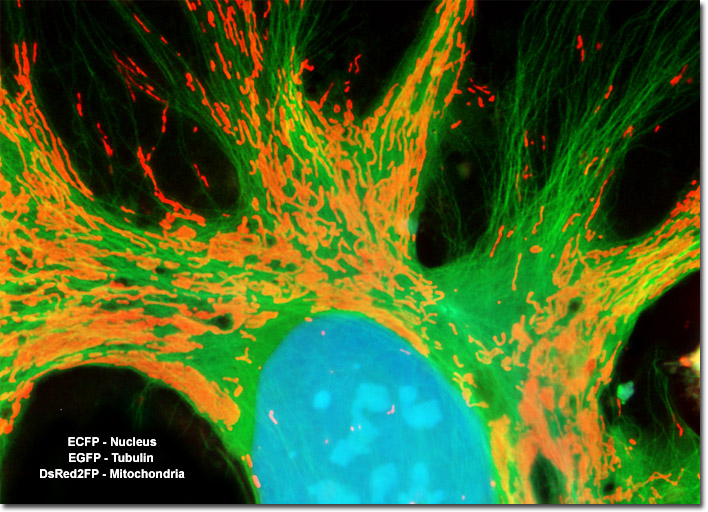 ECFP - Nucleus
EGFP - Tubulin
DsRed2FP - Mitochondria